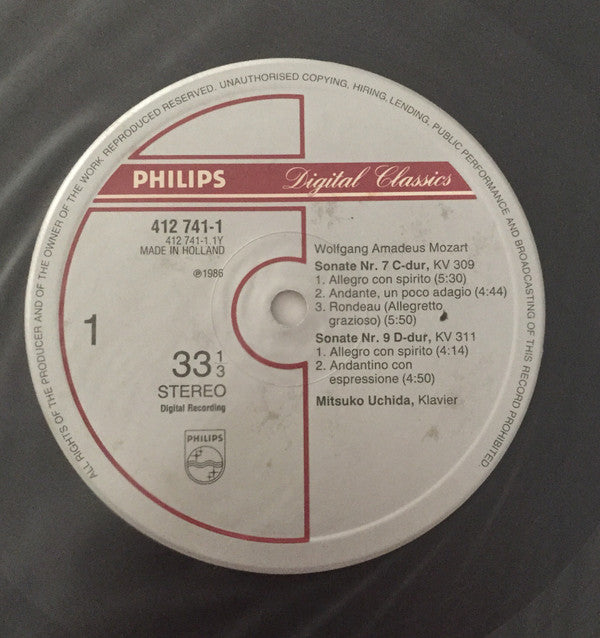 ALL RIGHTS OF THE PRODUCER AND OF THE OWNER OF THE WORK REPRODUCED RESERVED. UNAUTHORISED COPYING, HIRING, LENDING, PUBLIC PERFORMANCE AND BROADCASTING OF THIS RECORD PROHIBITED.
PHILIPS Digital Classics
412 741-1
412 741-1.1Y
MADE IN HOLLAND
℗1986
1
33 1/3
STEREO
Digital Recording
PHILIPS
Wolfgang Amadeus Mozart
Sonate Nr. 7 C-dur, KV 309
1. Allegro con spirito (5:30)
2. Andante, un poco adagio (4:44)
3. Rondeau (Allegretto
grazioso) (5:50)
Sonate Nr. 9 D-dur, KV 311
1. Allegro con spirito (4:14)
2. Andantino con
espressione (4:50)
Mitsuko Uchida, Klavier